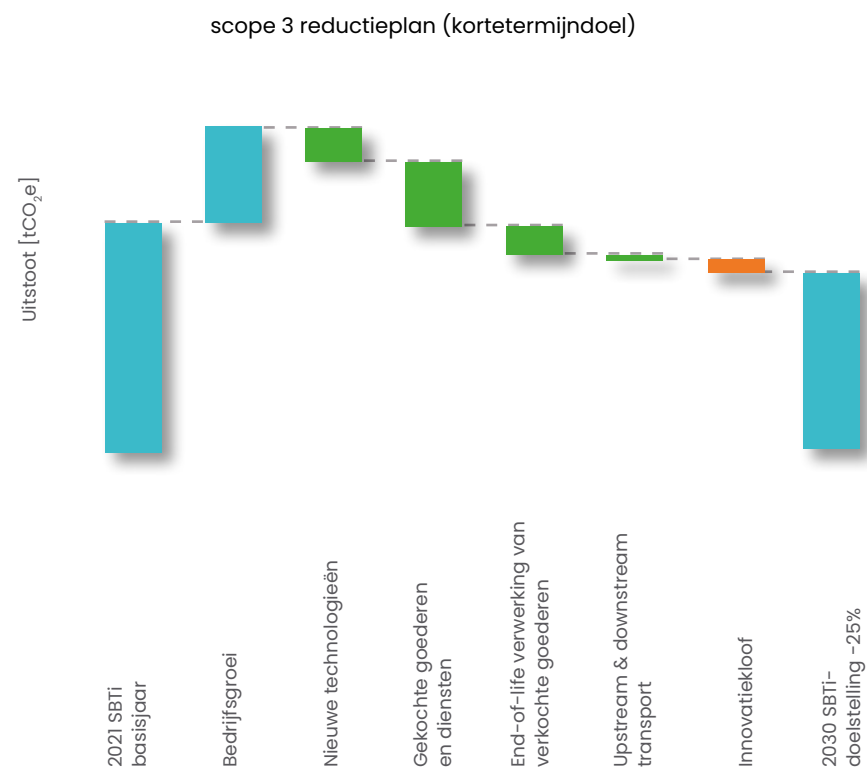 scope 3 reductieplan (kortetermijndoel)
Uitstoot [tCO₂e]
2021 SBTi
basisjaar
Bedrijfsgroei
Nieuwe technologieën
Gekochte goederen
en diensten
End-of-life verwerking van
verkochte goederen
Upstream & downstream
transport
Innovatiekloof
2030 SBTi-
doelstelling -25%